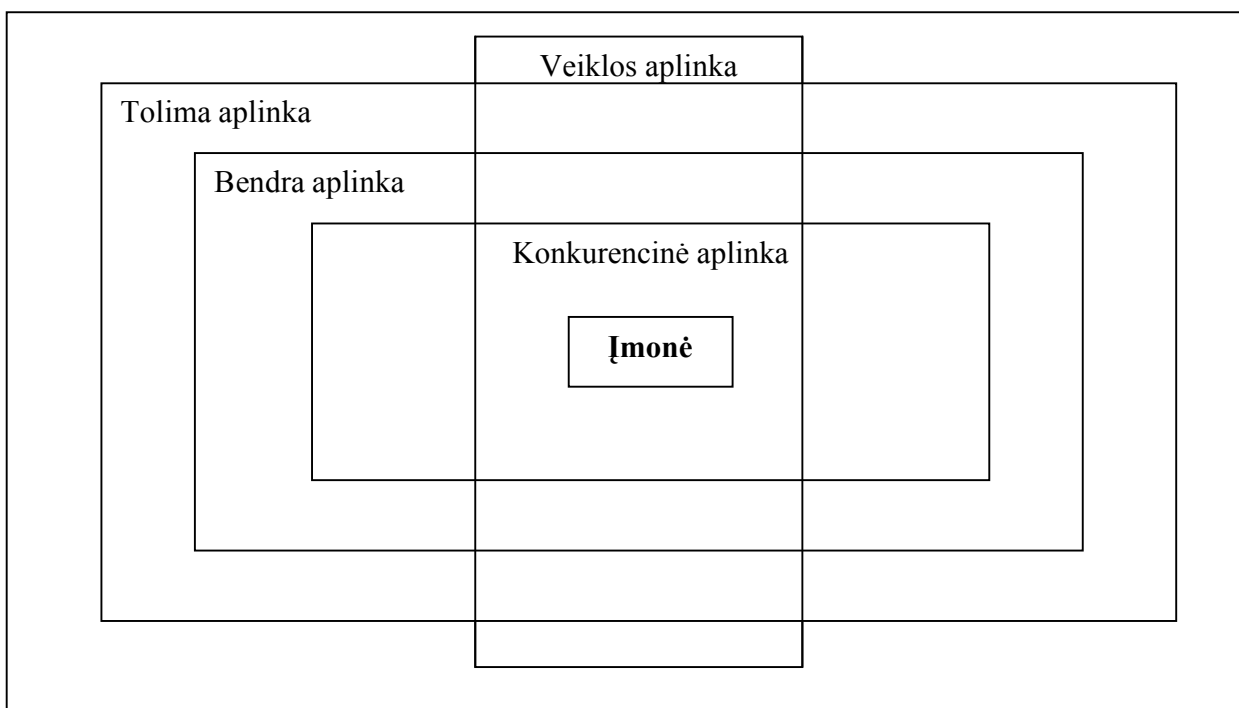 Veiklos aplinka
Tolima aplinka
Bendra aplinka
Konkurencinė aplinka
Įmonė